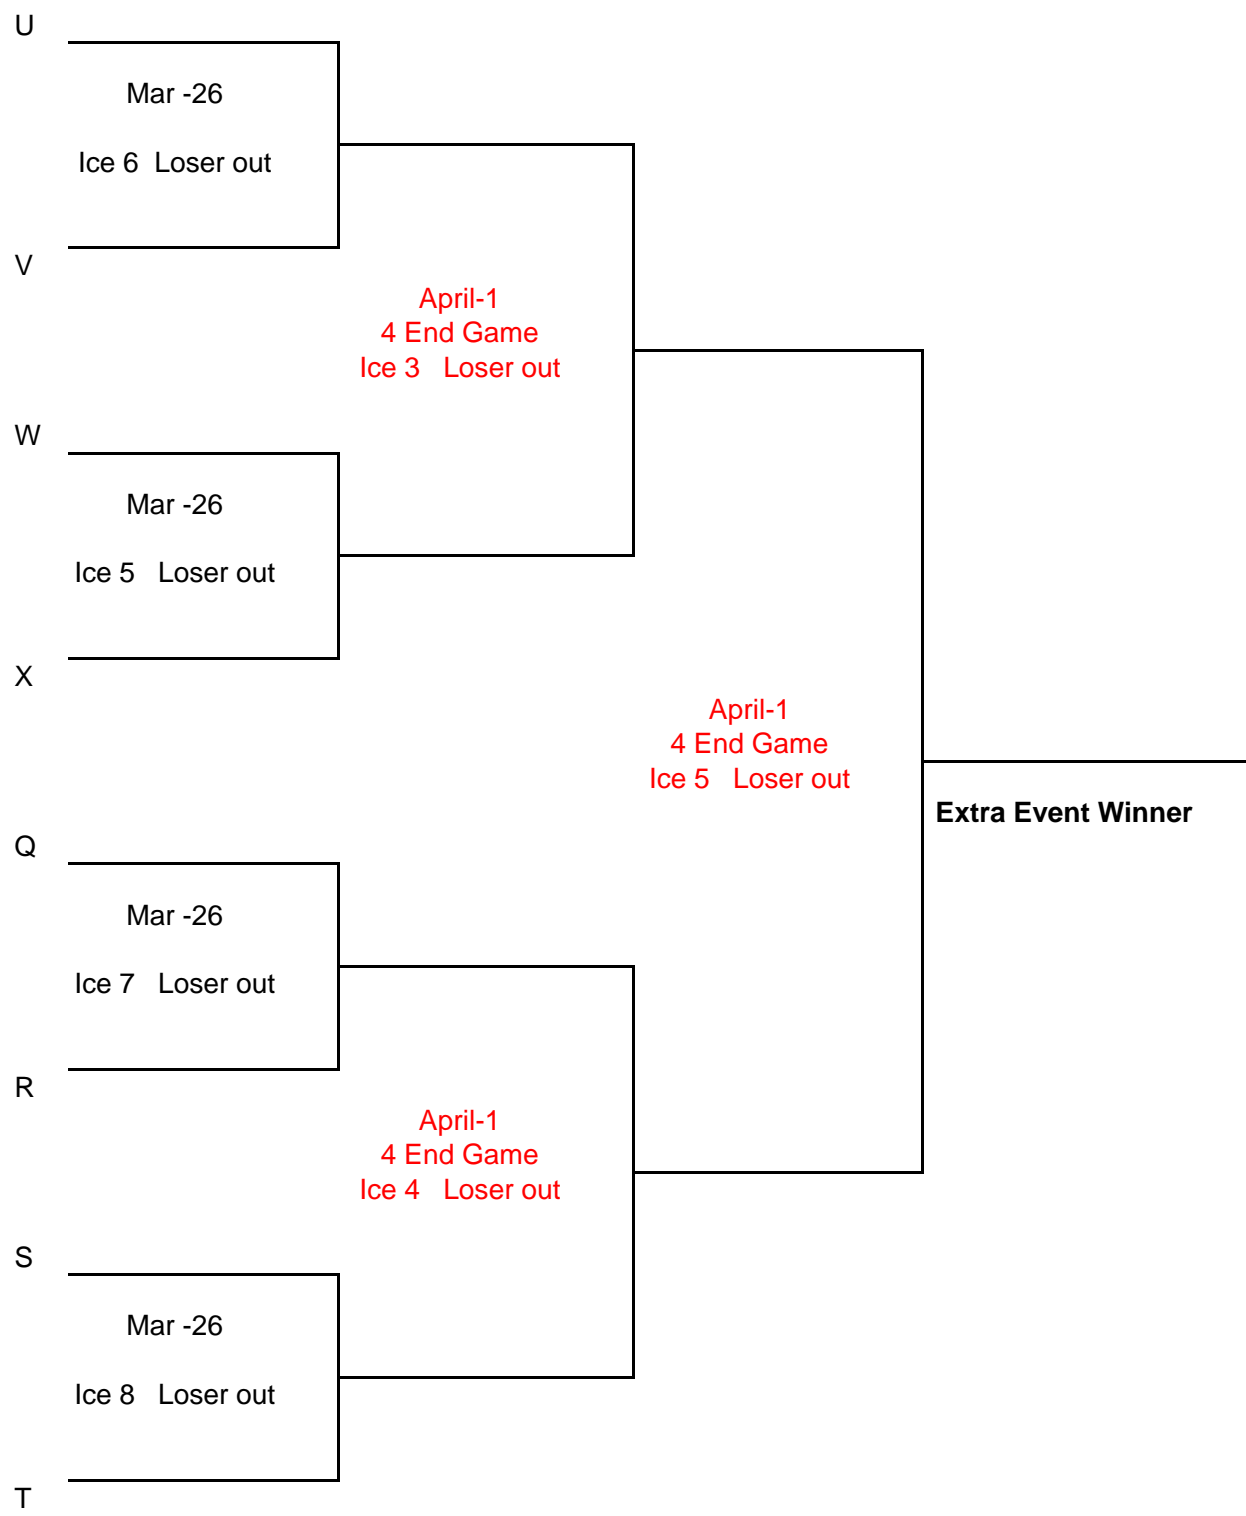 U
Mar -26
Ice 6  Loser out
V
April-1
4 End Game
Ice 3   Loser out
W
Mar -26
Ice 5   Loser out
X
April-1
4 End Game
Ice 5   Loser out
Extra Event Winner
Q
Mar -26
Ice 7   Loser out
R
April-1
4 End Game
Ice 4   Loser out
S
Mar -26
Ice 8   Loser out
T